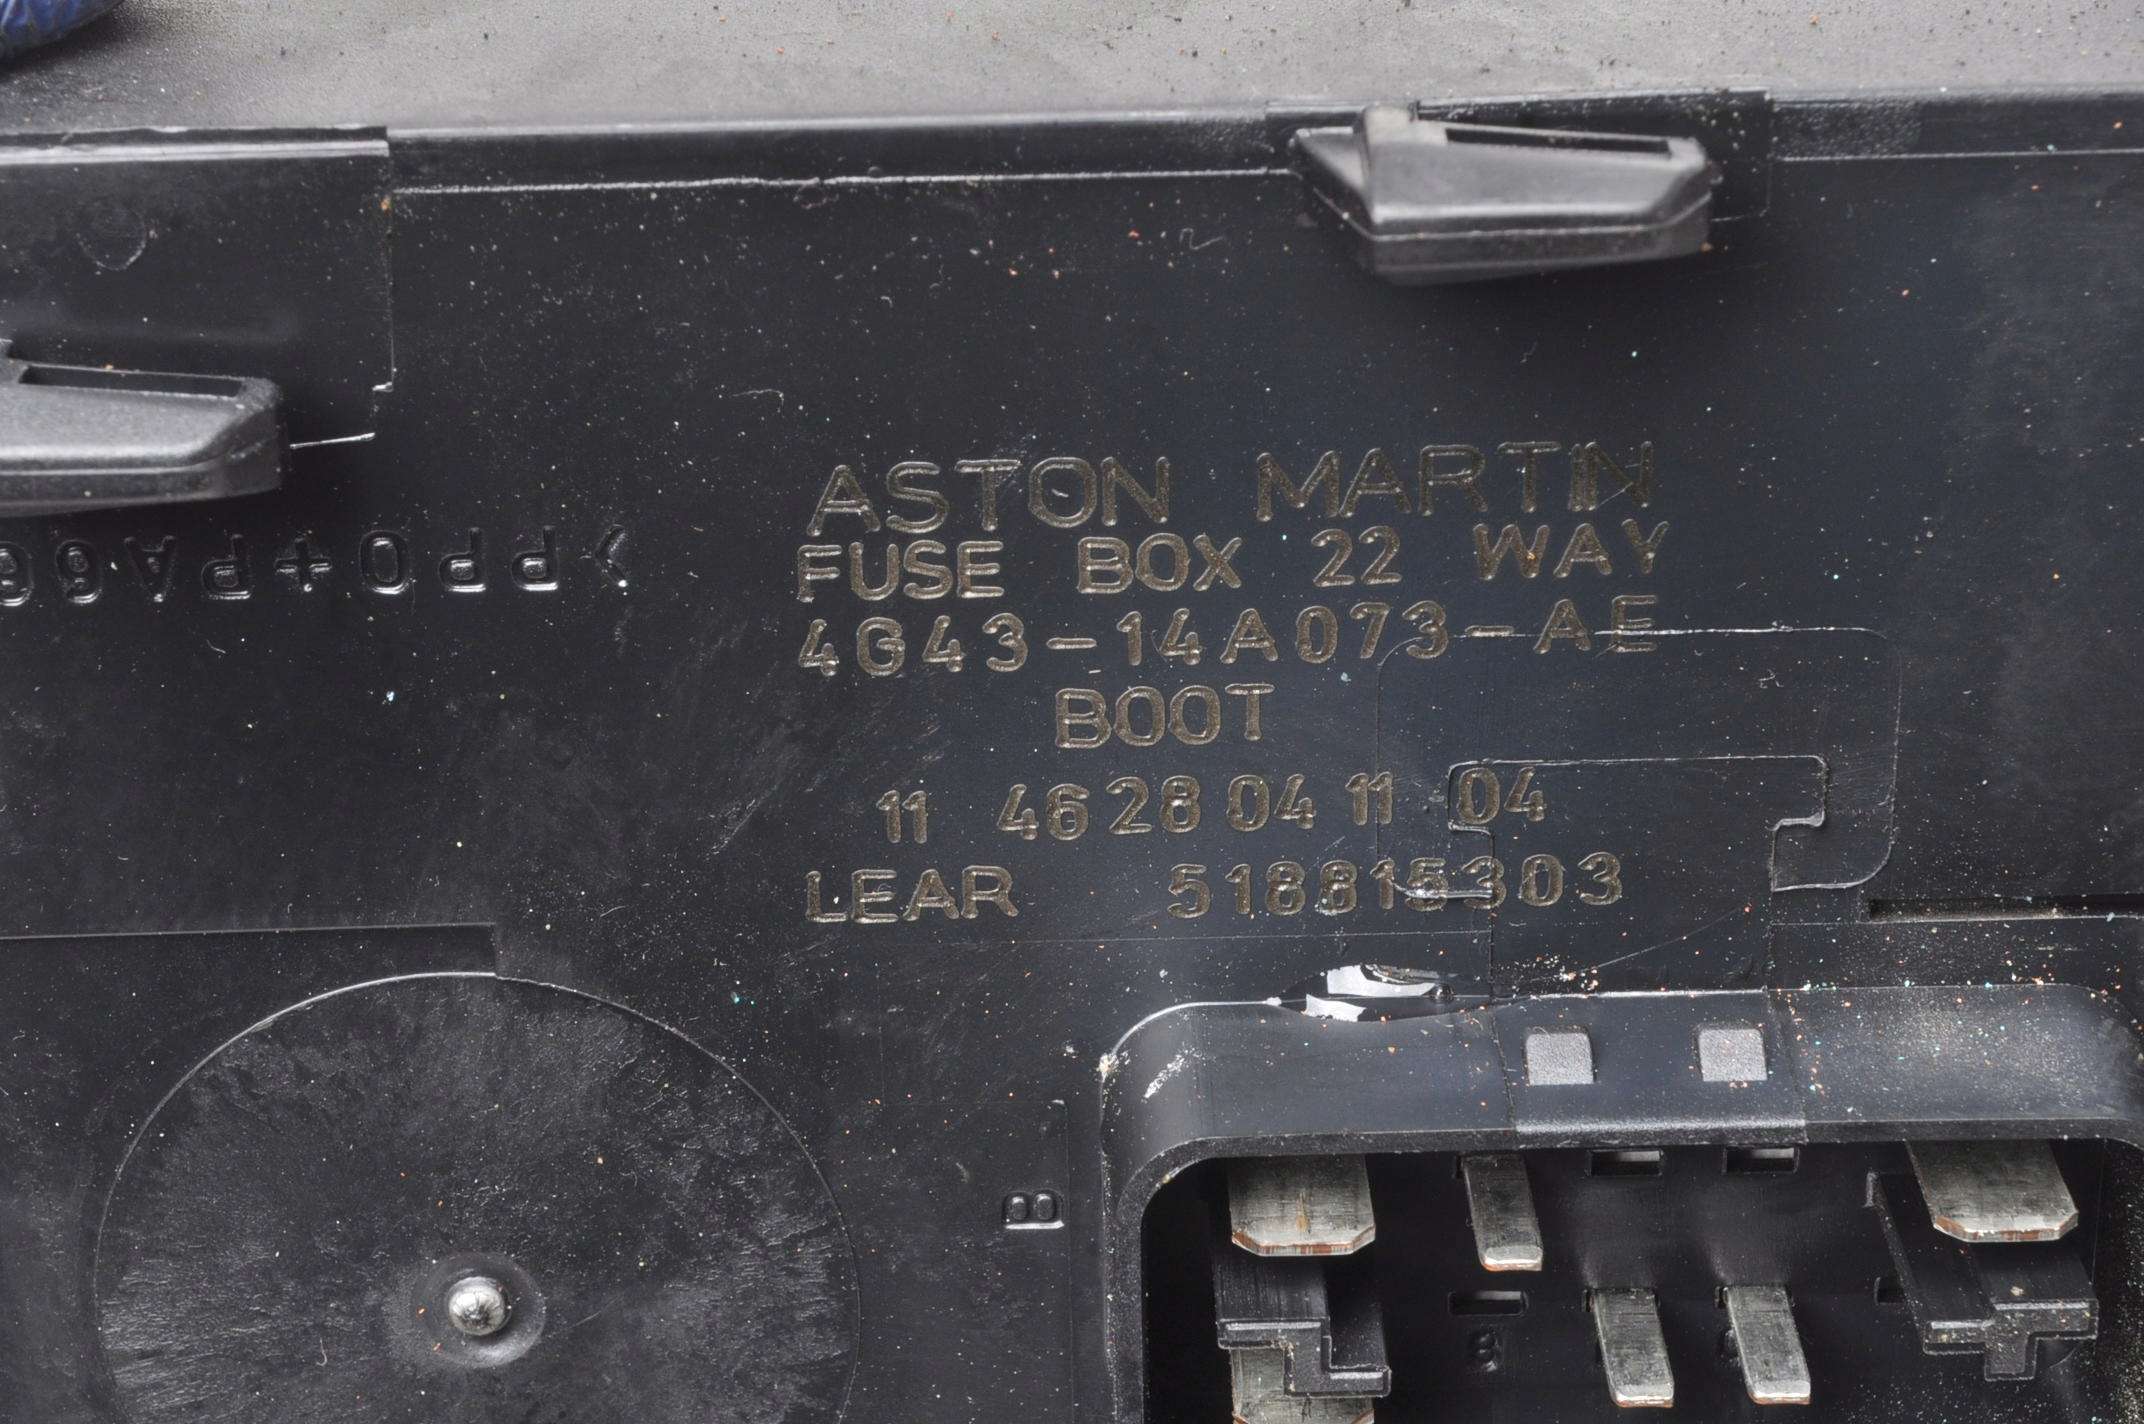 ASTON MARTIN
FUSE BOX 22 WAY
4G43-14A073-AE
BOOT
11 46 28 04 11 04
LEAR 518815303
>PPO+PA66
B